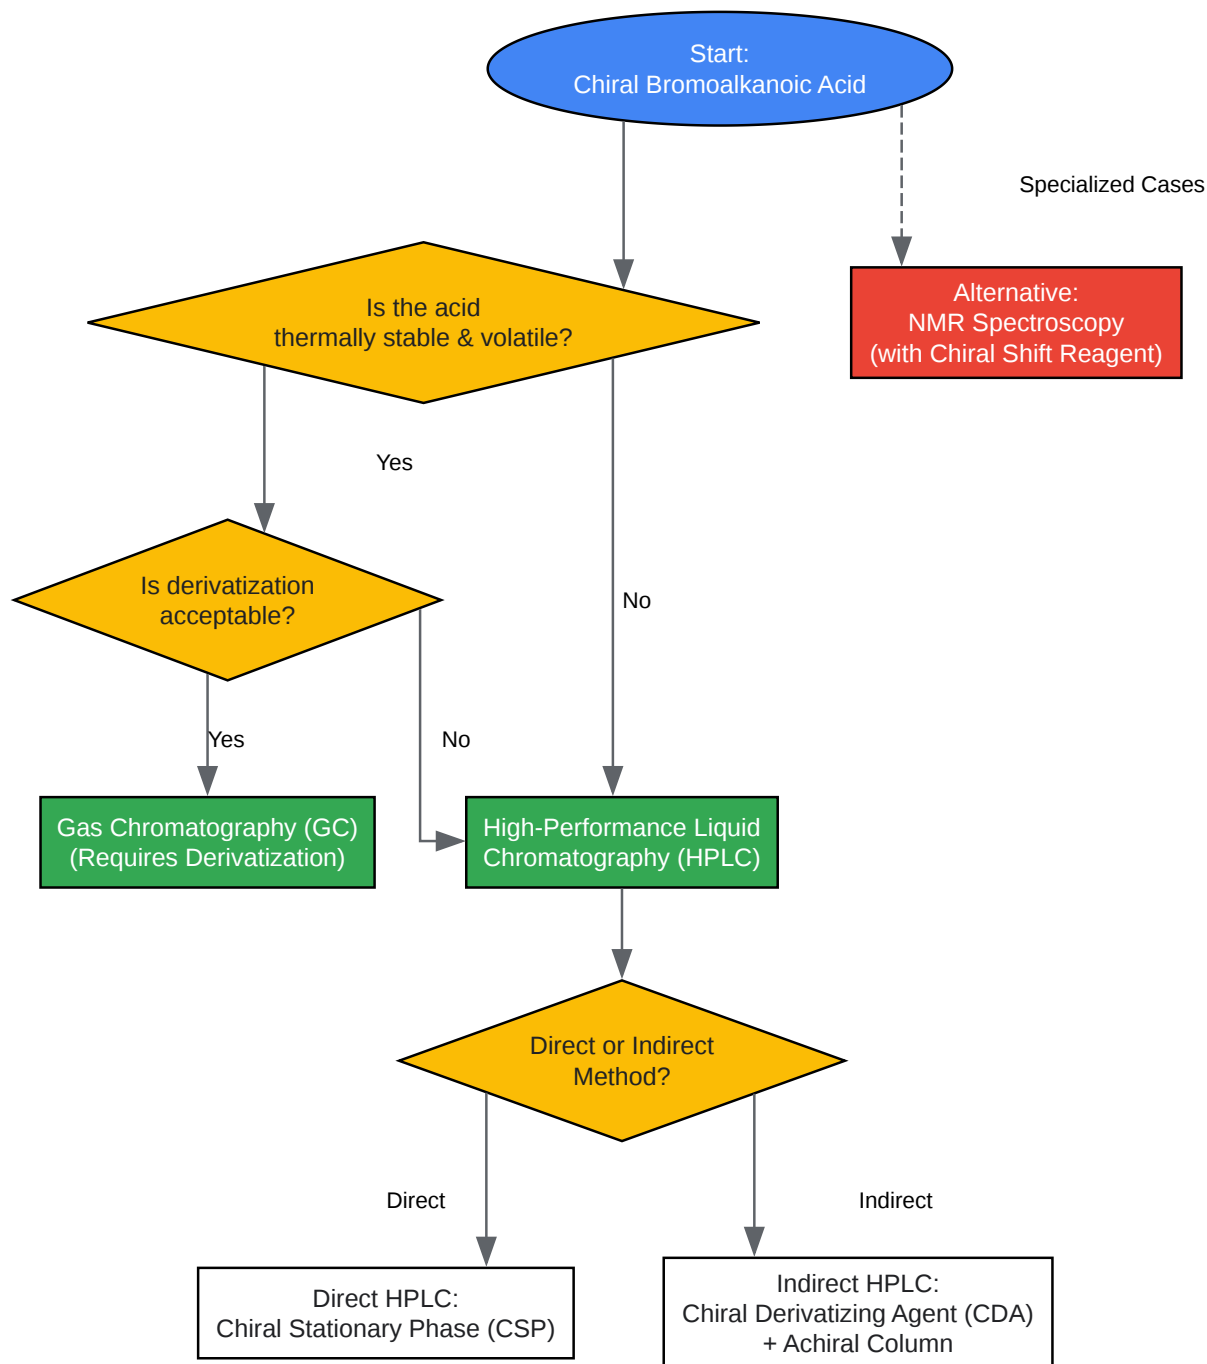 Start:
Chiral Bromoalkanoic Acid
Specialized Cases
Is the acid
thermally stable & volatile?
Alternative:
NMR Spectroscopy
(with Chiral Shift Reagent)
Yes
Is derivatization
acceptable?
No
Yes
No
Gas Chromatography (GC)
(Requires Derivatization)
High-Performance Liquid
Chromatography (HPLC)
Direct or Indirect
Method?
Direct
Indirect
Direct HPLC:
Chiral Stationary Phase (CSP)
Indirect HPLC:
Chiral Derivatizing Agent (CDA)
+ Achiral Column